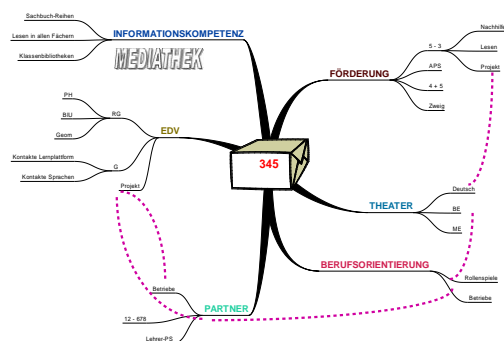 Sachbuch-Reihen
Lesen in allen Fächern
Klassenbibliotheken
INFORMATIONSKOMPETENZ
MEDIATHEK
FÖRDERUNG
5 - 3
Nachhilfe
Lesen
Projekt
APS
4 + 5
Zweig
PH
BIU
Geom
RG
EDV
Kontakte Lernplattform
Kontakte Sprachen
G
Projekt
345
THEATER
Deutsch
BE
ME
BERUFSORIENTIERUNG
Rollenspiele
Betriebe
PARTNER
Betriebe
12 - 678
Lehrer-PS